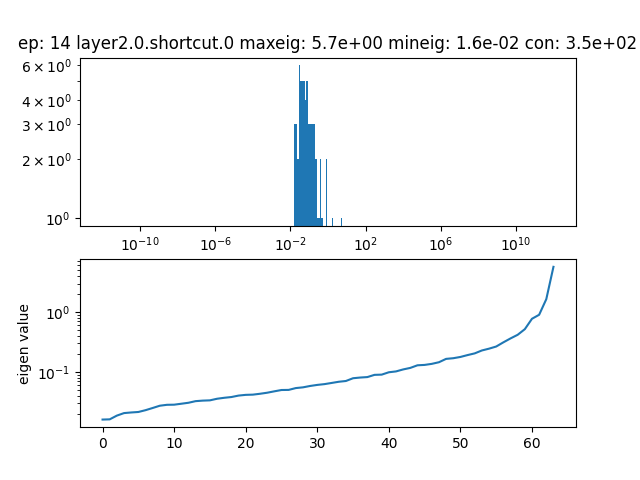 ep: 14 layer2.0.shortcut.0 maxeig: 5.7e+00 mineig: 1.6e-02 con: 3.5e+02
6 × 10⁰
4 × 10⁰
3 × 10⁰
2 × 10⁰
10⁰
10⁻¹⁰ 10⁻⁶ 10⁻² 10² 10⁶ 10¹⁰
eigen value
10⁰
10⁻¹
0 10 20 30 40 50 60